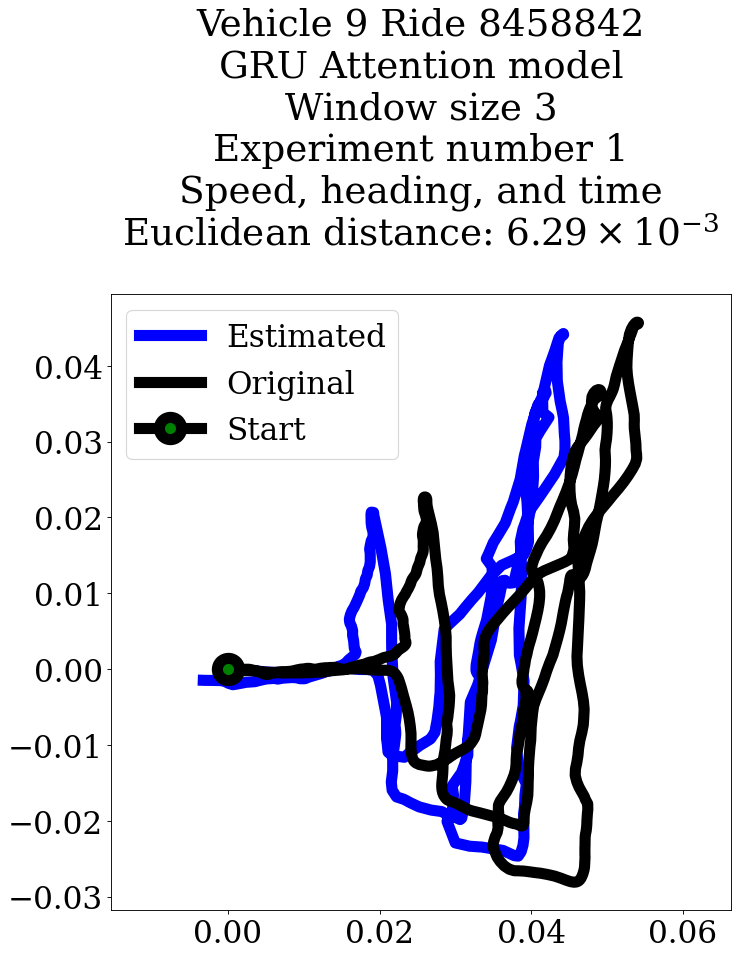 Vehicle 9 Ride 8458842
GRU Attention model
Window size 3
Experiment number 1
Speed, heading, and time
Euclidean distance: 6.29 × 10⁻³
Estimated
Original
Start
0.04
0.03
0.02
0.01
0.00
−0.01
−0.02
−0.03
0.00 0.02 0.04 0.06